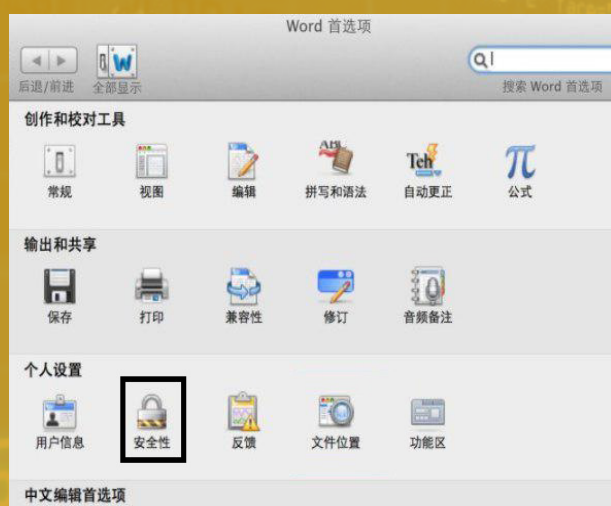 Word 首选项
后退/前进 全部显示 搜索 Word 首选项
创作和校对工具
常规 视图 编辑 拼写和语法 自动更正 公式
输出和共享
保存 打印 兼容性 修订 音频备注
个人设置
用户信息 安全性 反馈 文件位置 功能区
中文编辑首选项